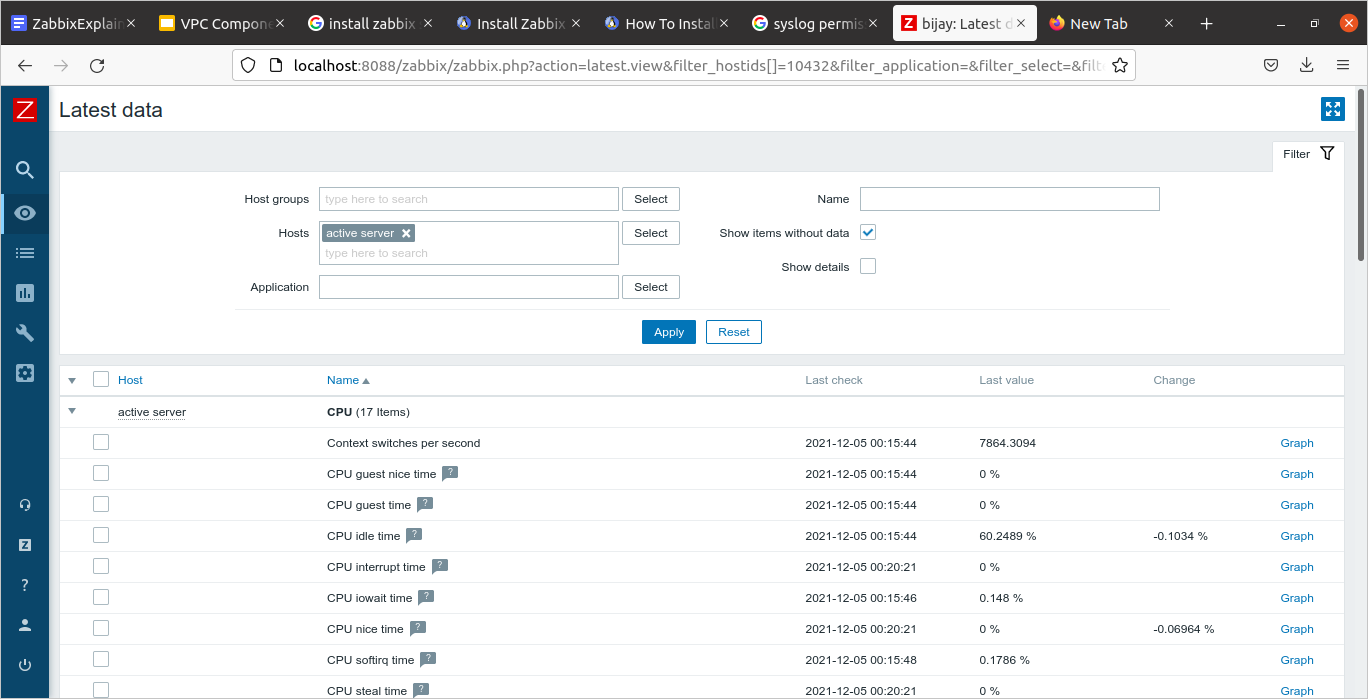 ZabbixExplain
VPC Compone
install zabbix
Install Zabbix
How To Instal
syslog permis
bijay: Latest d
New Tab
localhost:8088/zabbix/zabbix.php?action=latest.view&filter_hostids[]=10432&filter_application=&filter_select=&filt
Z
Latest data
Filter
Host groups type here to search Select Name
Hosts active server Select Show items without data
type here to search
Show details
Application Select
Apply Reset
Host Name Last check Last value Change
active server CPU (17 Items)
Context switches per second 2021-12-05 00:15:44 7864.3094 Graph
CPU guest nice time ? 2021-12-05 00:15:44 0 % Graph
CPU guest time ? 2021-12-05 00:15:44 0 % Graph
CPU idle time ? 2021-12-05 00:15:44 60.2489 % -0.1034 % Graph
CPU interrupt time ? 2021-12-05 00:20:21 0 % Graph
CPU iowait time ? 2021-12-05 00:15:46 0.148 % Graph
CPU nice time ? 2021-12-05 00:20:21 0 % -0.06964 % Graph
CPU softirq time ? 2021-12-05 00:15:48 0.1786 % Graph
CPU steal time ? 2021-12-05 00:20:21 0 % Graph
Z
?